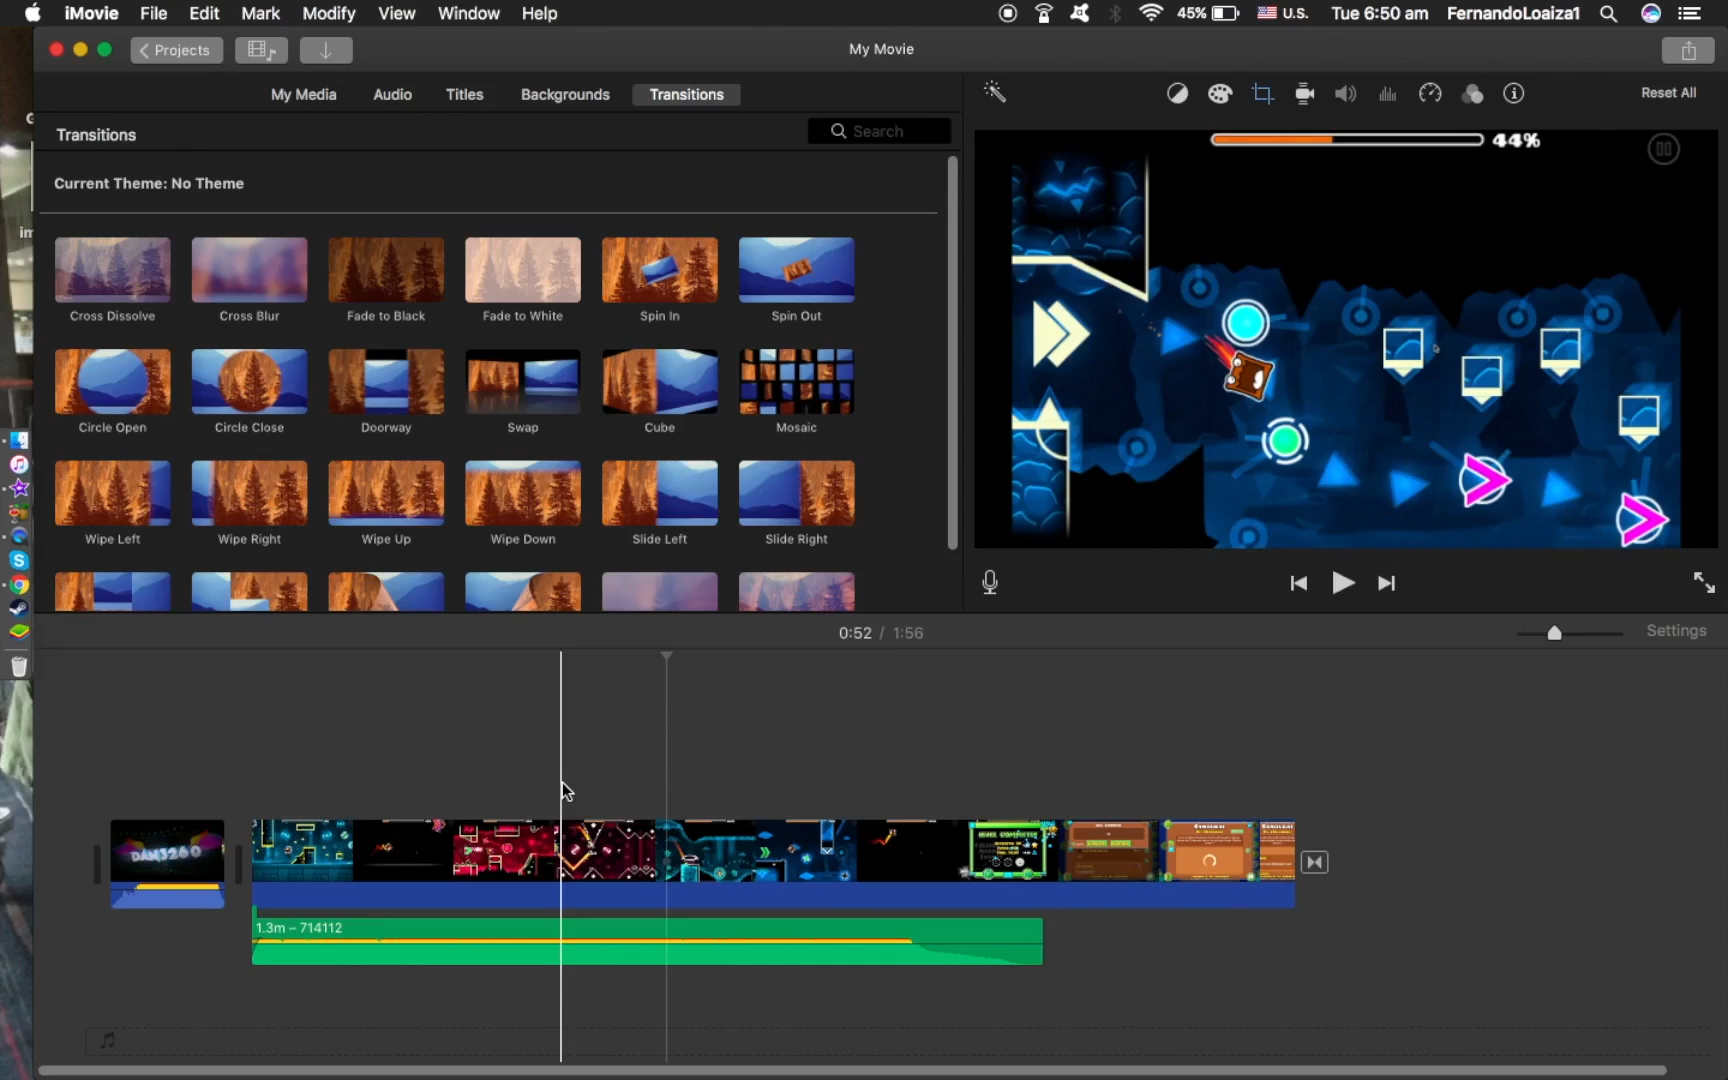 iMovie File Edit Mark Modify View Window Help 45% U.S. Tue 6:50 am FernandoLoaiza1
Projects My Movie
My Media Audio Titles Backgrounds Transitions Reset All
Transitions Search
44%
Current Theme: No Theme
Cross Dissolve Cross Blur Fade to Black Fade to White Spin In Spin Out
Circle Open Circle Close Doorway Swap Cube Mosaic
Wipe Left Wipe Right Wipe Up Wipe Down Slide Left Slide Right
0:52 / 1:56 Settings
DAM3260
LEVEL COMPLETE!
1.3m – 714112